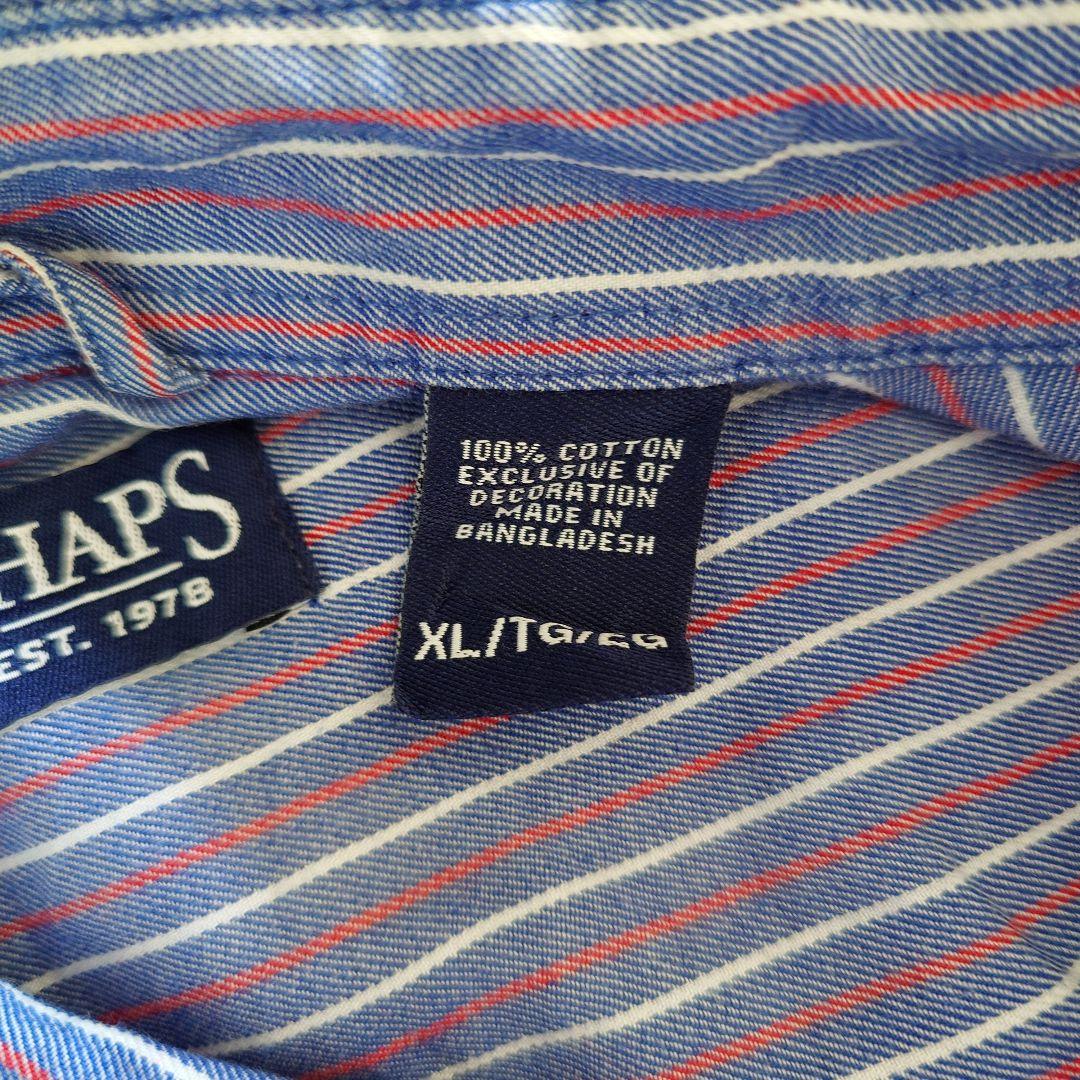 HAPS
EST. 1978
100% COTTON
EXCLUSIVE OF
DECORATION
MADE IN
BANGLADESH
XL/TG/EG